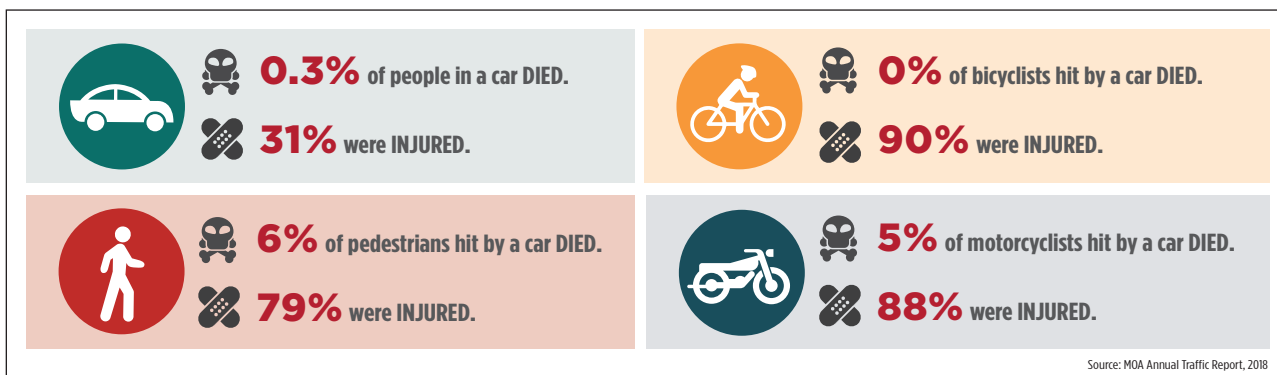 0.3% of people in a car DIED.
31% were INJURED.
0% of bicyclists hit by a car DIED.
90% were INJURED.
6% of pedestrians hit by a car DIED.
79% were INJURED.
5% of motorcyclists hit by a car DIED.
88% were INJURED.
Source: MOA Annual Traffic Report, 2018